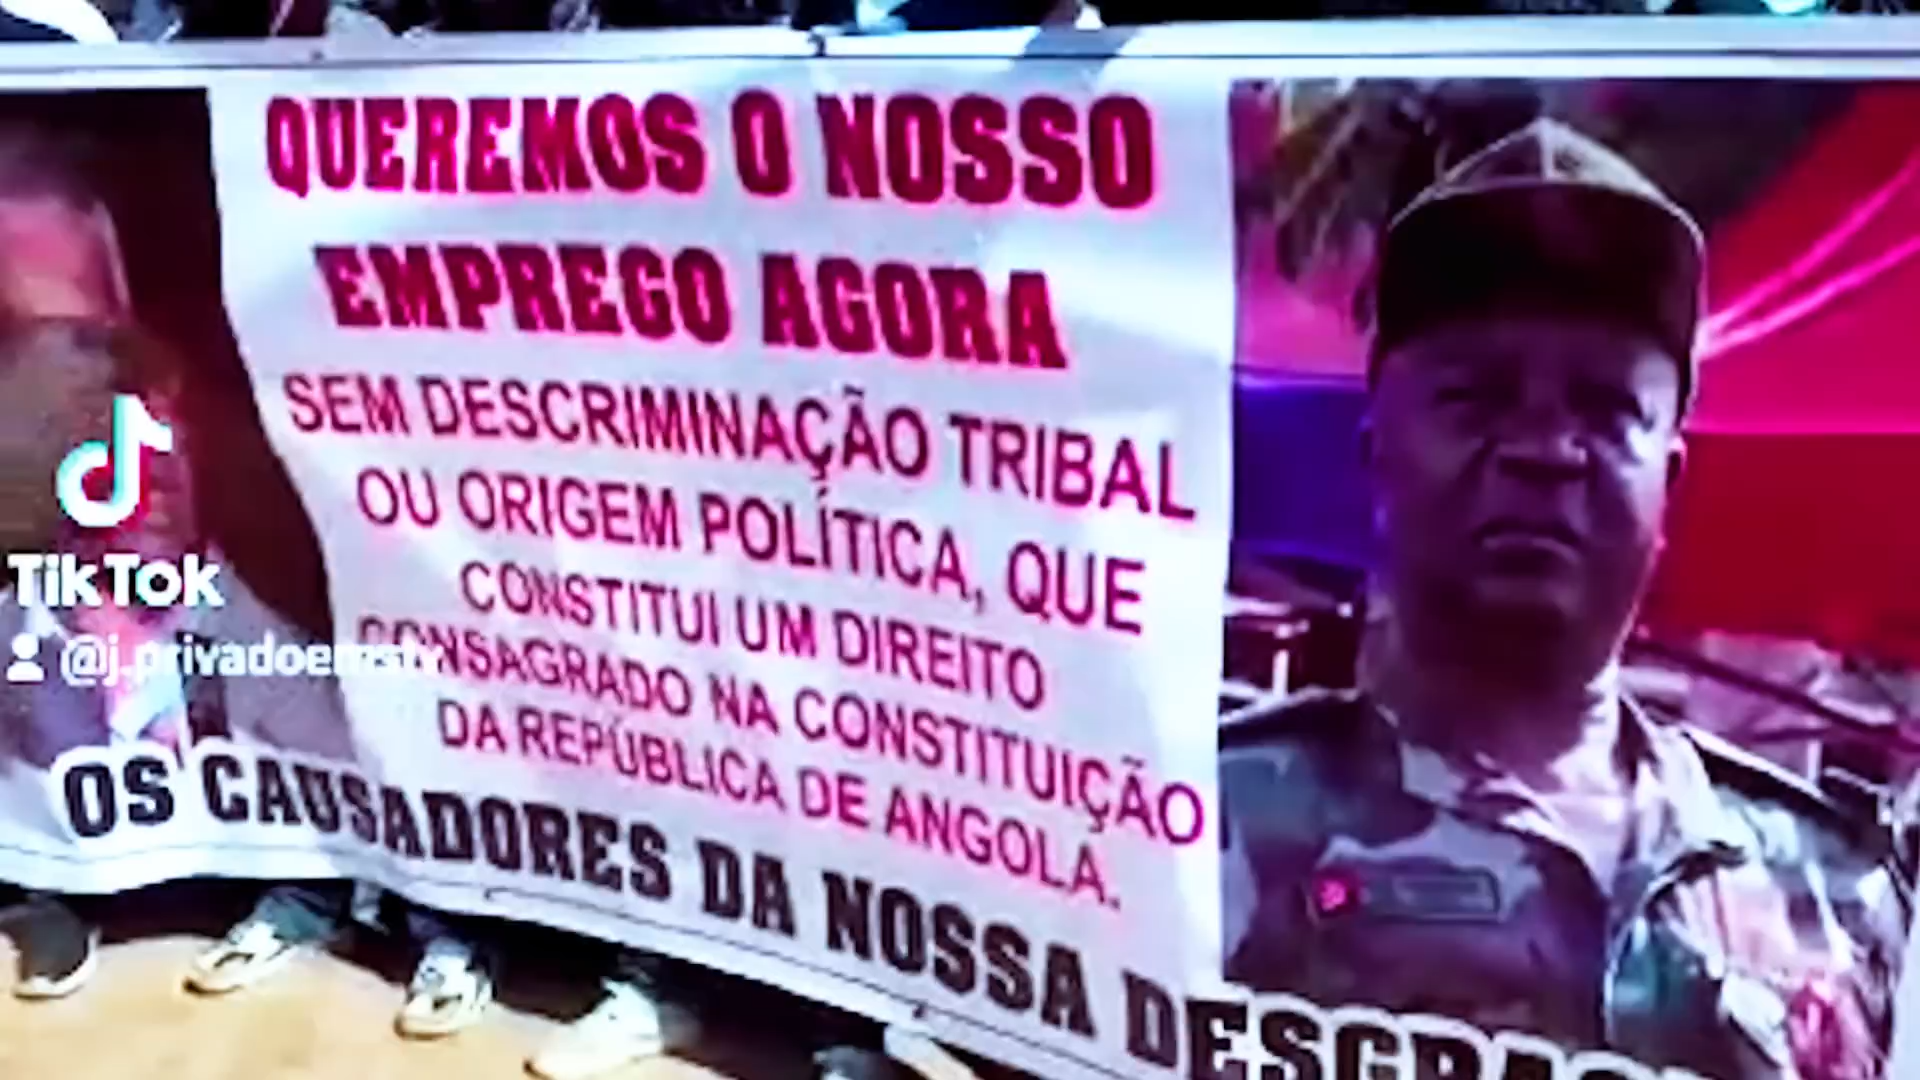 QUEREMOS O NOSSO
EMPREGO AGORA
SEM DESCRIMINAÇÃO TRIBAL
OU ORIGEM POLÍTICA, QUE
CONSTITUI UM DIREITO
CONSAGRADO NA CONSTITUIÇÃO
DA REPÚBLICA DE ANGOLA.
OS CAUSADORES DA NOSSA
TikTok